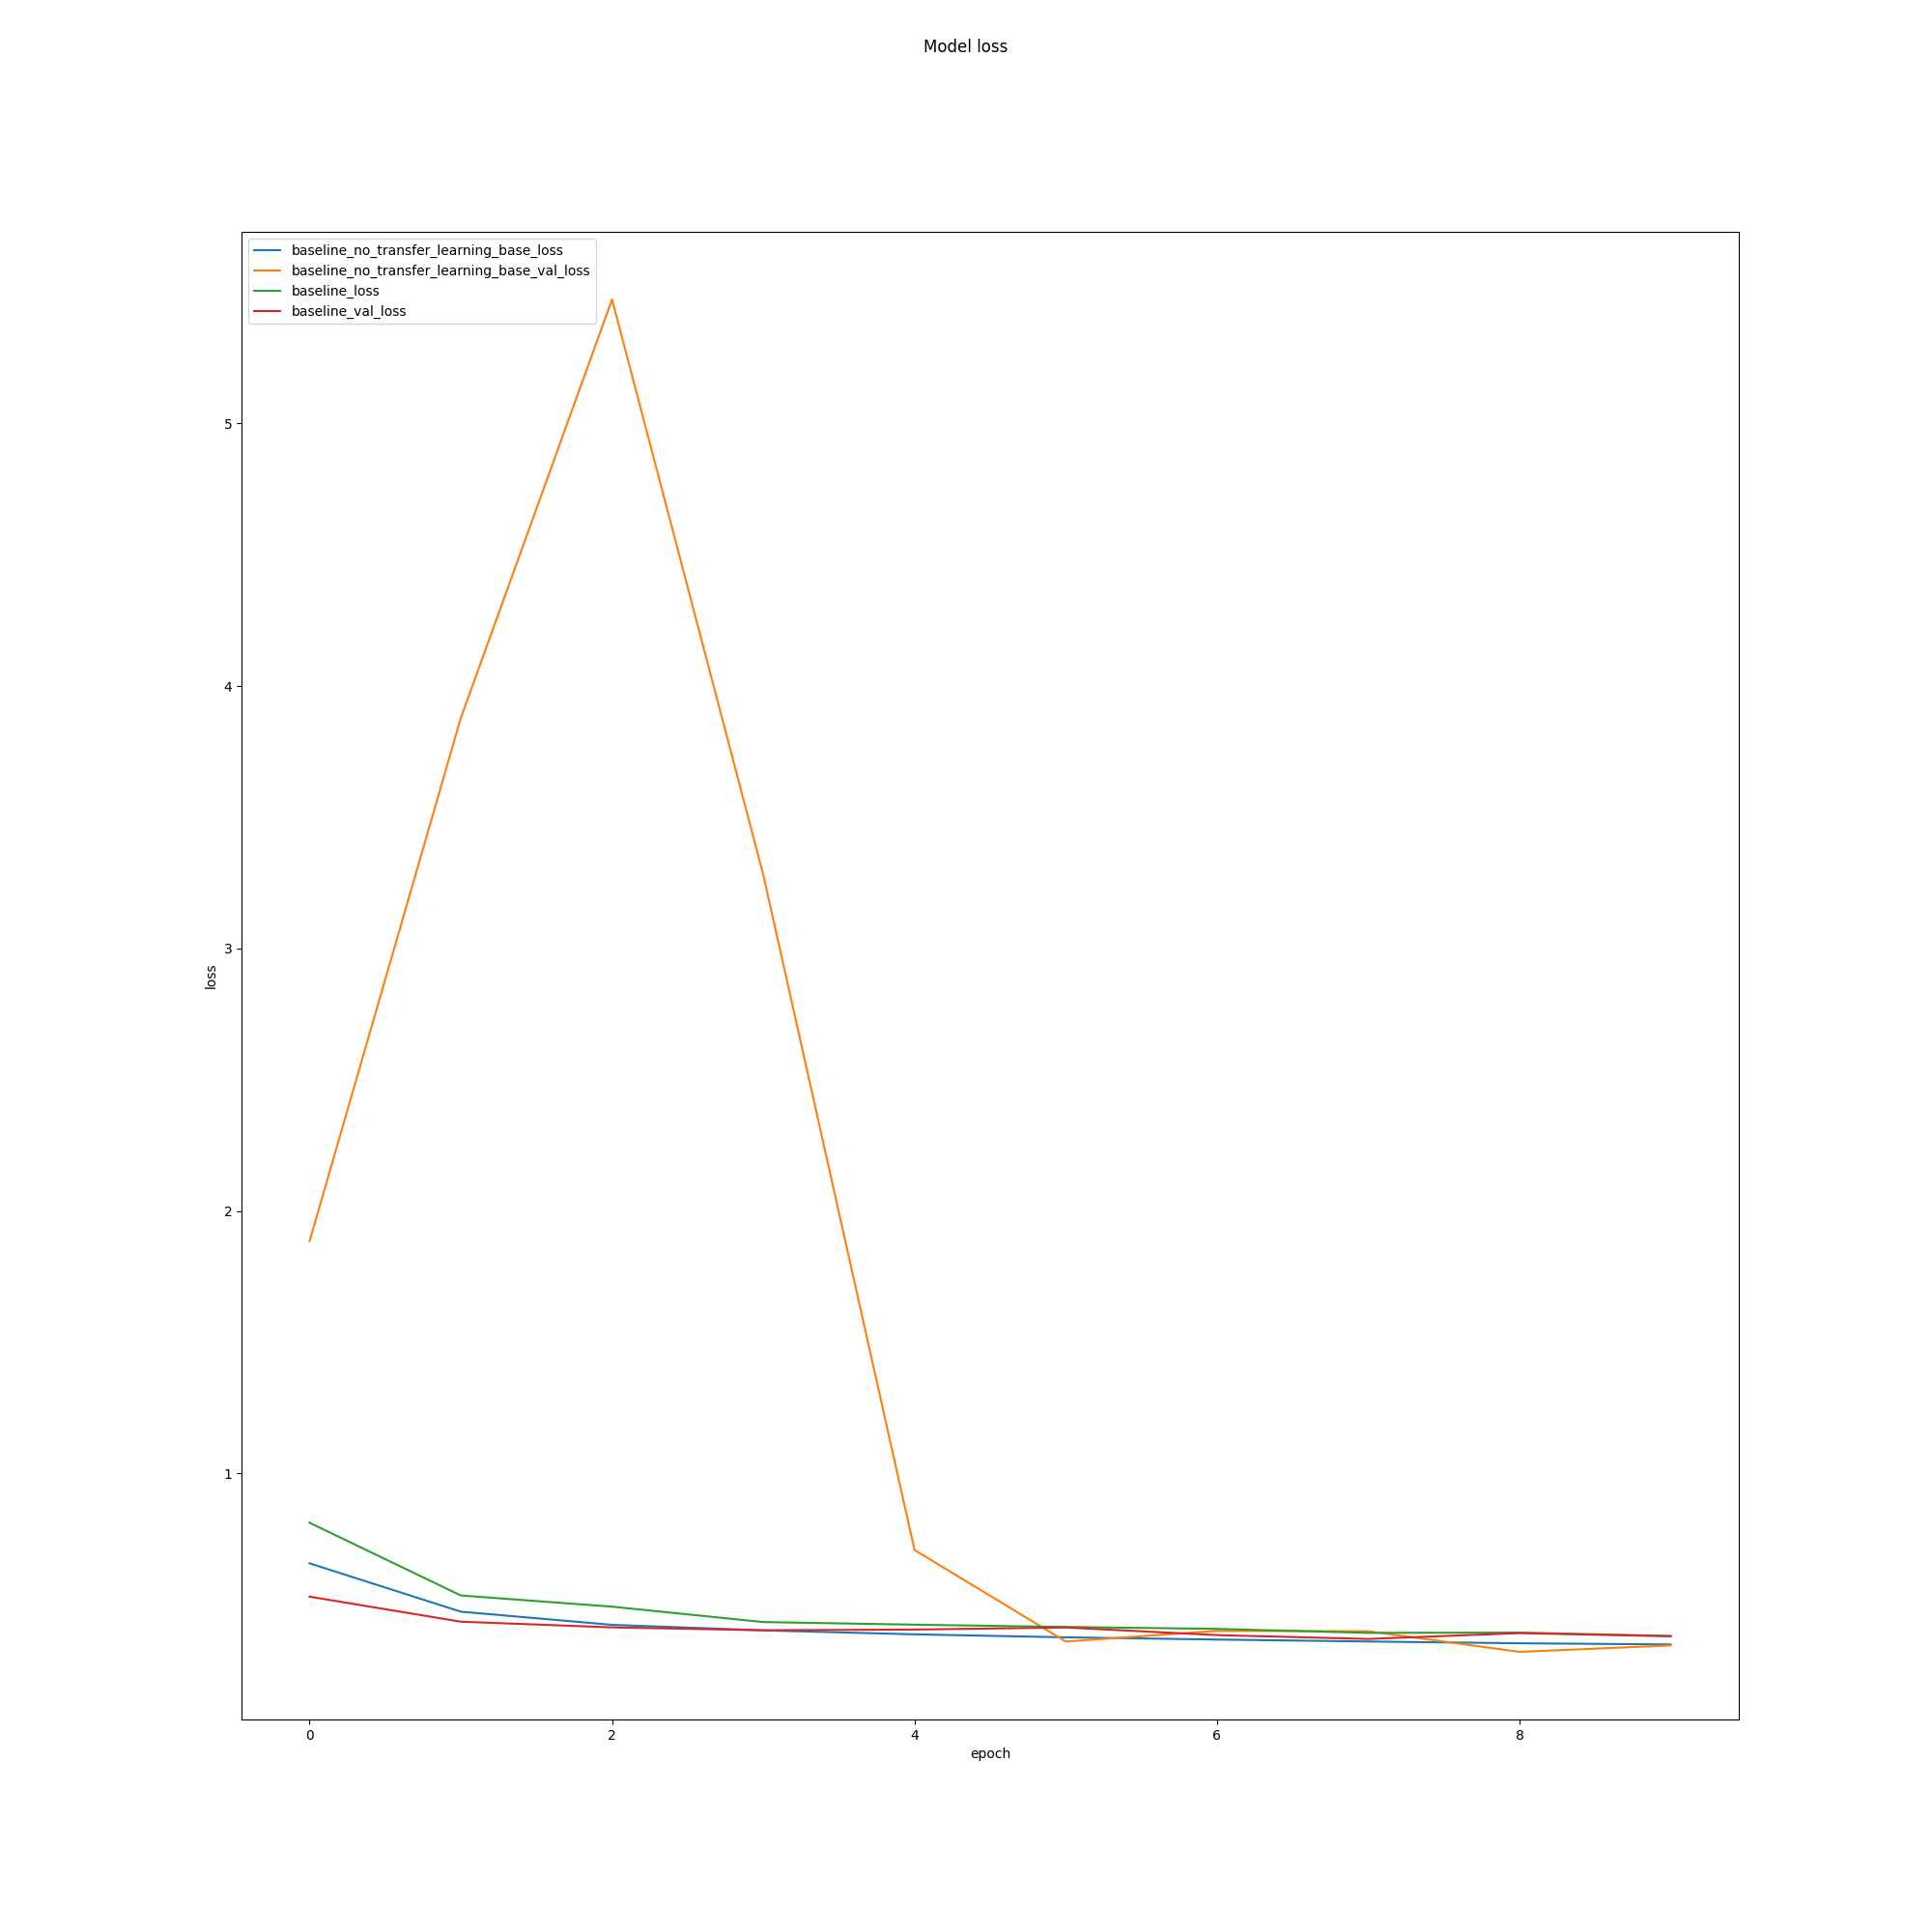 Model loss
baseline_no_transfer_learning_base_loss
baseline_no_transfer_learning_base_val_loss
baseline_loss
baseline_val_loss
5
4
3
2
1
loss
0 2 4 6 8
epoch